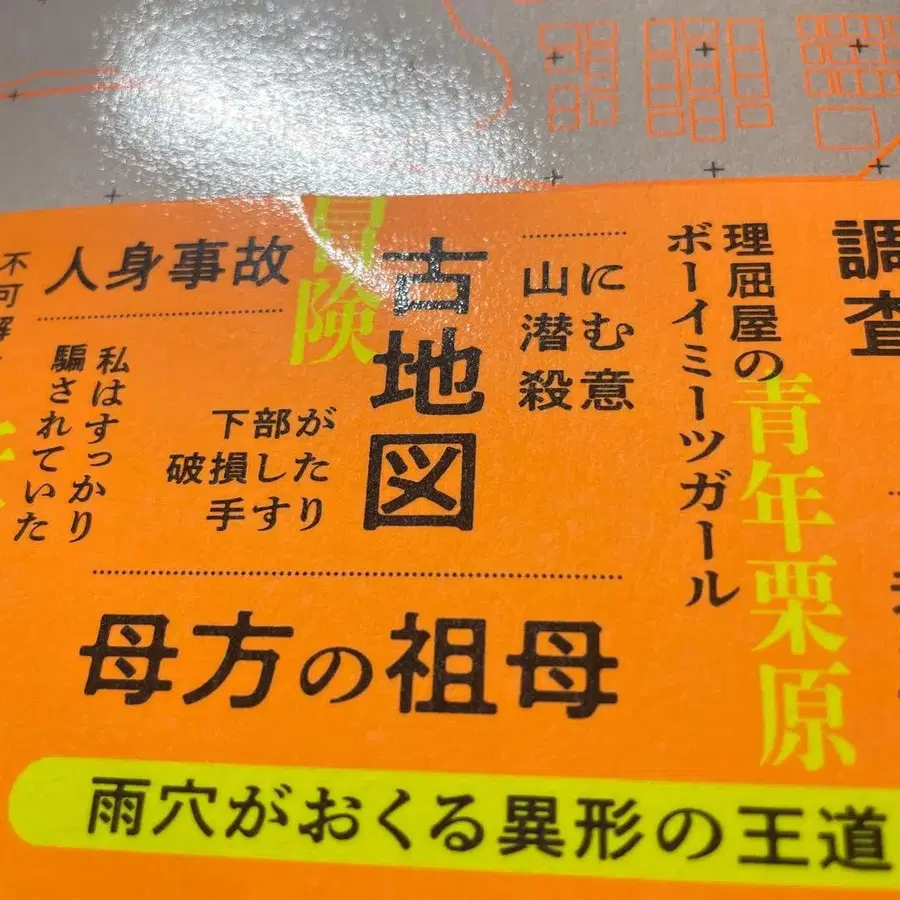 調査
理屈屋の
ボーイミーツガール
青年栗原
山に
潜む
殺意
古地図
冒険
人身事故
下部が
破損した
手すり
不可解
私はすっかり
騙されていた
母方の祖母
雨穴がおくる異形の王道